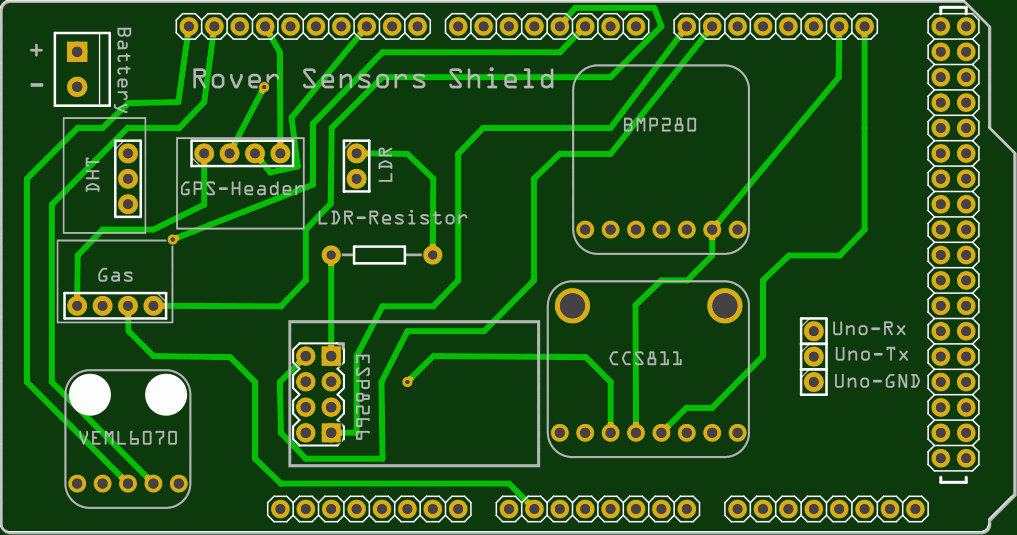 +
-
Battery
Rover Sensors Shield
BMP280
DHT
LDR
GPS-Header
LDR-Resistor
Gas
Uno-Rx
Uno-Tx
Uno-GND
CCS811
ESP8266
VEML6070